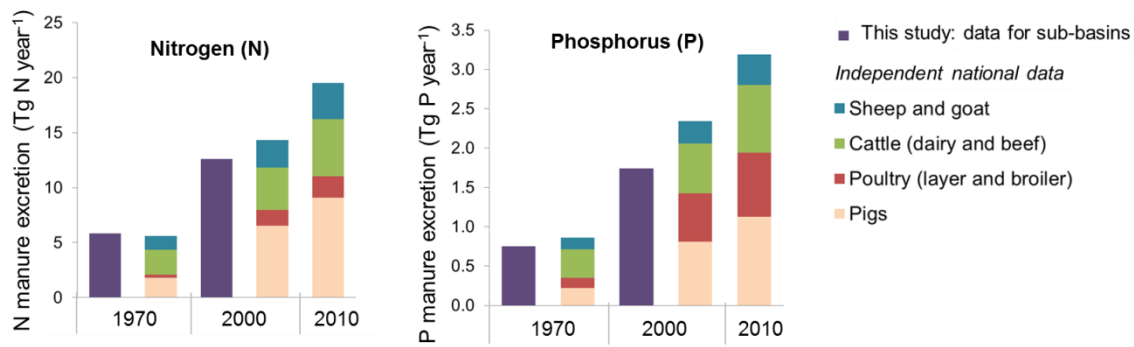 N manure excretion (Tg N year-1)
25
20
15
10
5
0
Nitrogen (N)
1970
2000
2010
P manure excretion (Tg P year-1)
3.5
3.0
2.5
2.0
1.5
1.0
0.5
0.0
Phosphorus (P)
1970
2000
2010
This study: data for sub-basins
Independent national data
Sheep and goat
Cattle (dairy and beef)
Poultry (layer and broiler)
Pigs